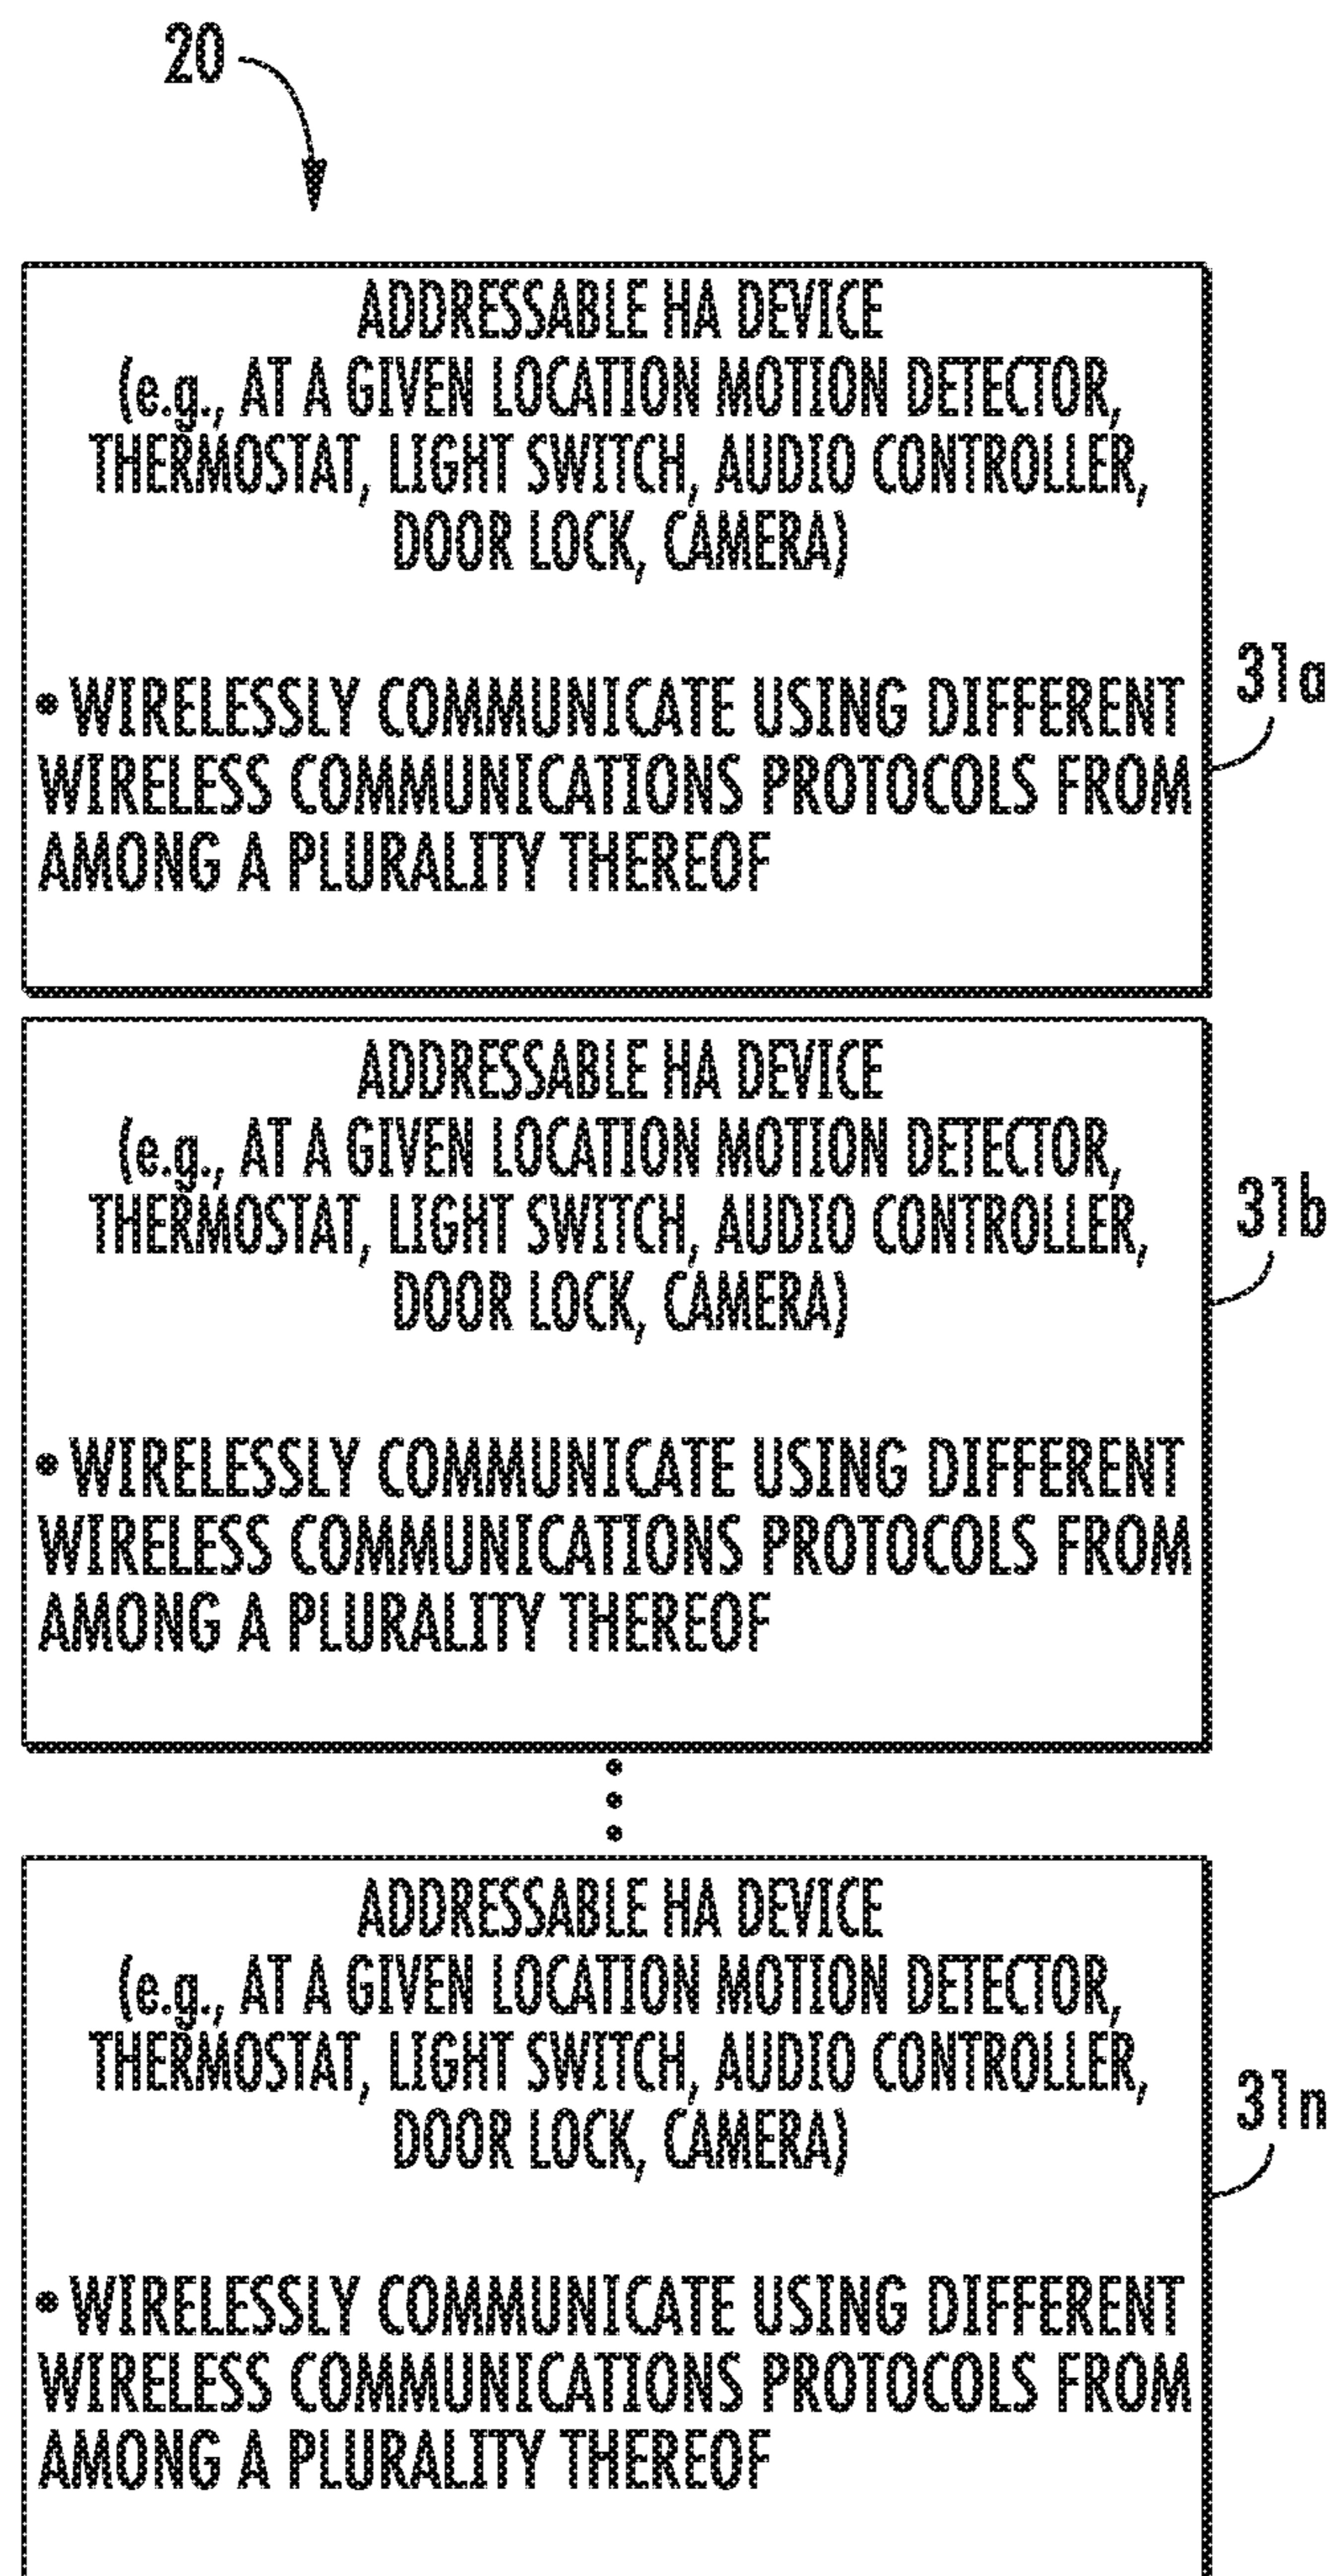 20
ADDRESSABLE HA DEVICE
(e.g., AT A GIVEN LOCATION MOTION DETECTOR,
THERMOSTAT, LIGHT SWITCH, AUDIO CONTROLLER,
DOOR LOCK, CAMERA)
• WIRELESSLY COMMUNICATE USING DIFFERENT
WIRELESS COMMUNICATIONS PROTOCOLS FROM
AMONG A PLURALITY THEREOF
31a
ADDRESSABLE HA DEVICE
(e.g., AT A GIVEN LOCATION MOTION DETECTOR,
THERMOSTAT, LIGHT SWITCH, AUDIO CONTROLLER,
DOOR LOCK, CAMERA)
• WIRELESSLY COMMUNICATE USING DIFFERENT
WIRELESS COMMUNICATIONS PROTOCOLS FROM
AMONG A PLURALITY THEREOF
31b
ADDRESSABLE HA DEVICE
(e.g., AT A GIVEN LOCATION MOTION DETECTOR,
THERMOSTAT, LIGHT SWITCH, AUDIO CONTROLLER,
DOOR LOCK, CAMERA)
• WIRELESSLY COMMUNICATE USING DIFFERENT
WIRELESS COMMUNICATIONS PROTOCOLS FROM
AMONG A PLURALITY THEREOF
31n